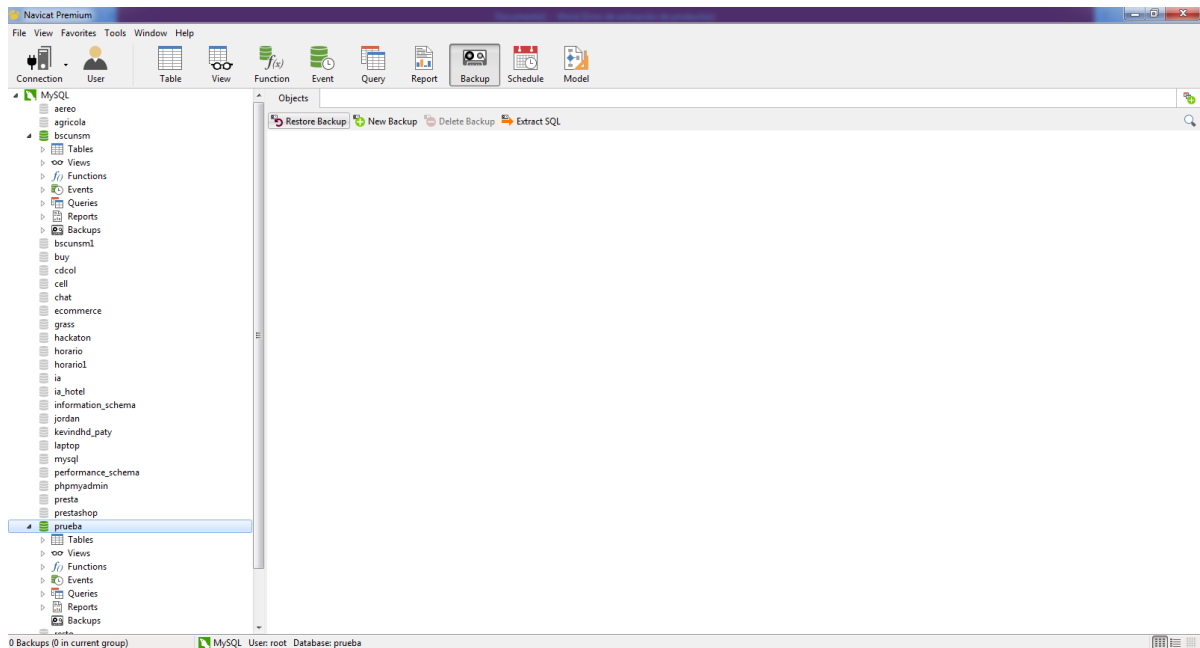 Navicat Premium
File View Favorites Tools Window Help
Connection User Table View Function Event Query Report Backup Schedule Model
MySQL
aereo
agricola
bscunsm
Tables
Views
Functions
Events
Queries
Reports
Backups
bscunsm1
buy
cdcol
cell
chat
ecommerce
grass
hackaton
horario
horario1
ia
ia_hotel
information_schema
jordan
kevindhd_paty
laptop
mysql
performance_schema
phpmyadmin
presta
prestashop
prueba
Tables
Views
Functions
Events
Queries
Reports
Backups
Objects
Restore Backup New Backup Delete Backup Extract SQL
0 Backups (0 in current group) MySQL User: root Database: prueba